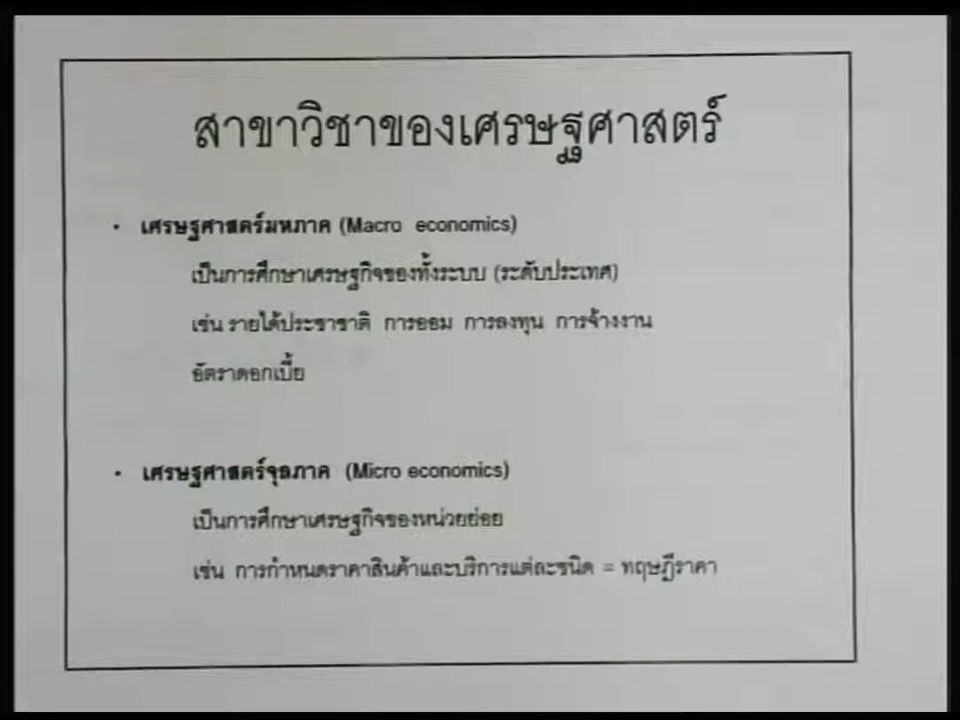 สาขาวิชาของเศรษฐศาสตร์
• เศรษฐศาสตร์มหภาค (Macro economics)
เป็นการศึกษาเศรษฐกิจของทั้งระบบ (ระดับประเทศ)
เช่น รายได้ประชาชาติ การออม การลงทุน การจ้างงาน
อัตราดอกเบี้ย
• เศรษฐศาสตร์จุลภาค (Micro economics)
เป็นการศึกษาเศรษฐกิจของหน่วยย่อย
เช่น การกำหนดราคาสินค้าและบริการแต่ละชนิด = ทฤษฎีราคา